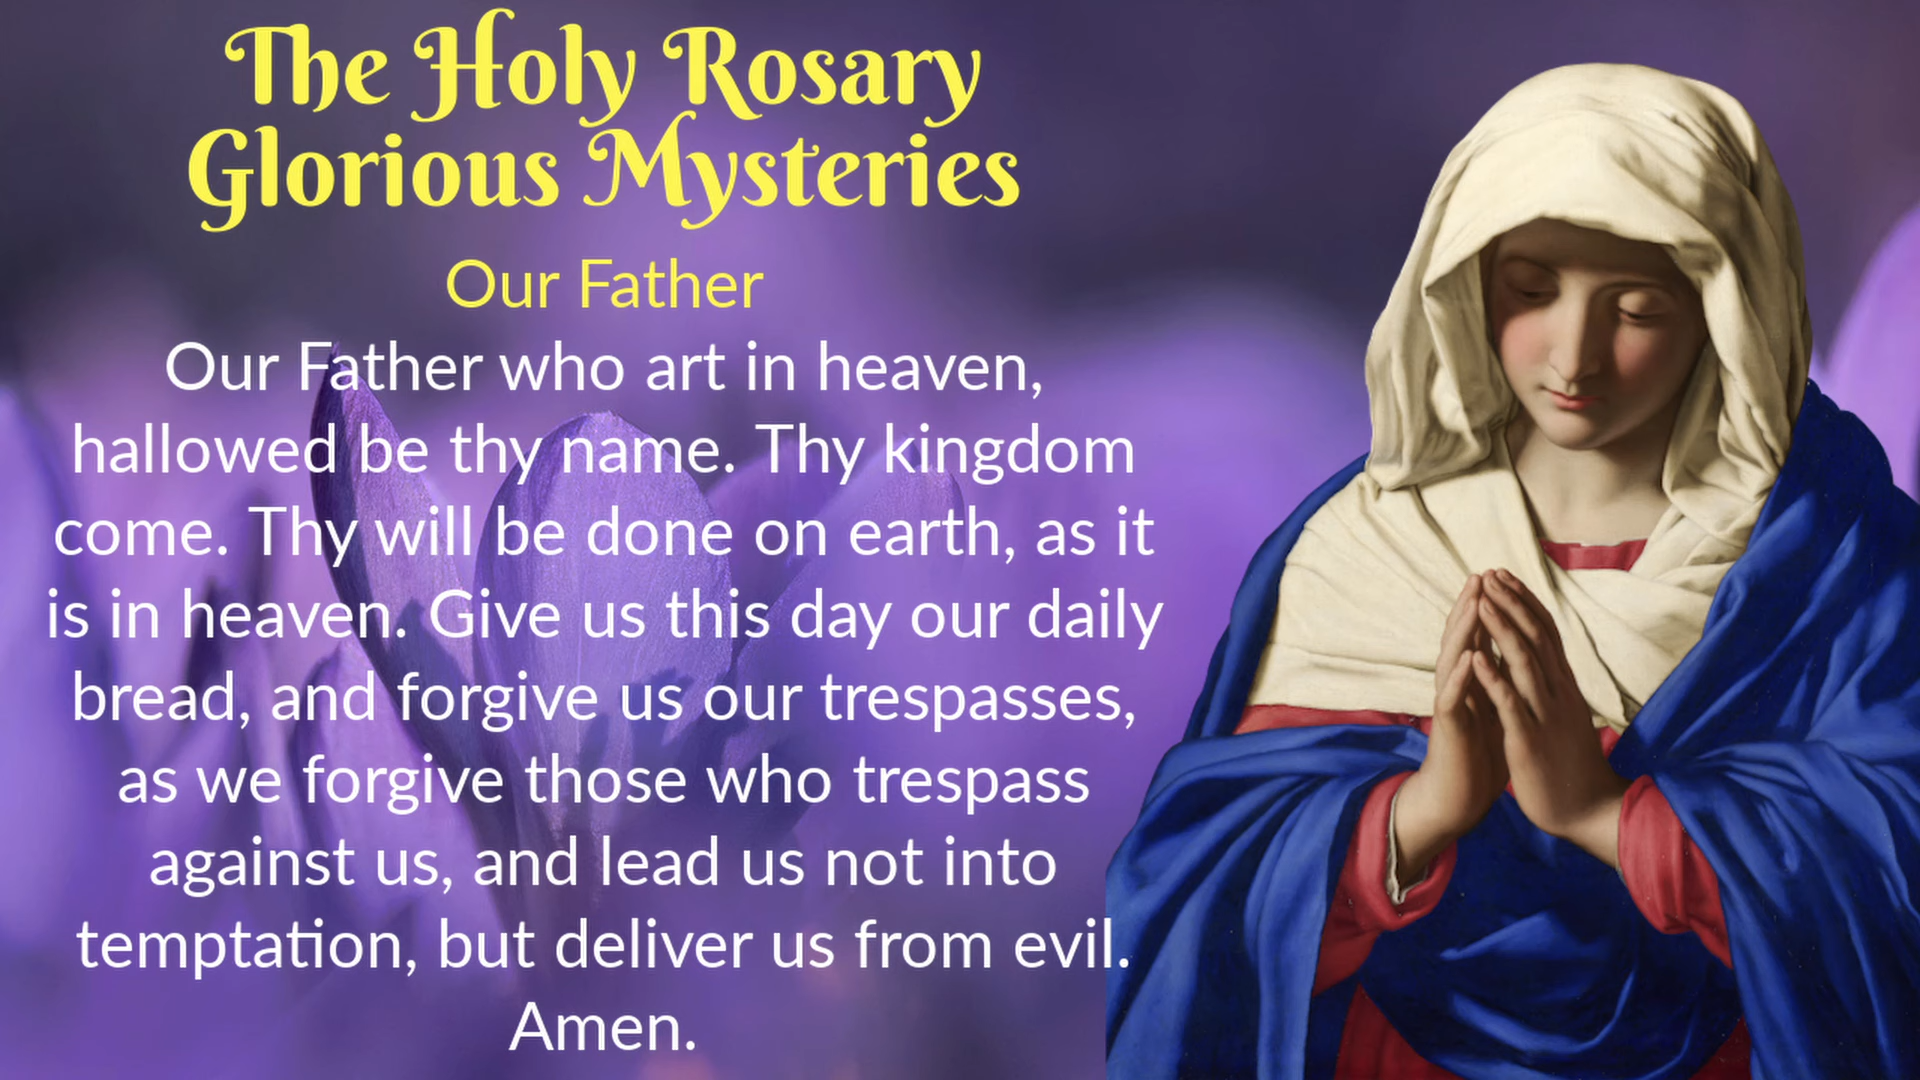 The Holy Rosary
Glorious Mysteries
Our Father
Our Father who art in heaven,
hallowed be thy name. Thy kingdom
come. Thy will be done on earth, as it
is in heaven. Give us this day our daily
bread, and forgive us our trespasses,
as we forgive those who trespass
against us, and lead us not into
temptation, but deliver us from evil.
Amen.